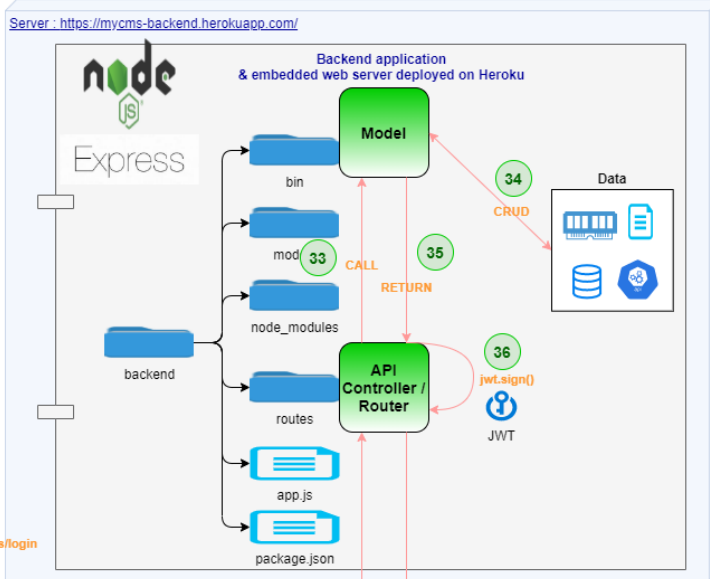 Server : https://mycms-backend.herokuapp.com/
Backend application
& embedded web server deployed on Heroku
node
JS
Express
Model
bin
34
CRUD
Data
33
CALL
35
RETURN
node_modules
backend
API
Controller /
Router
36
jwt.sign()
JWT
routes
app.js
s/login
package.json